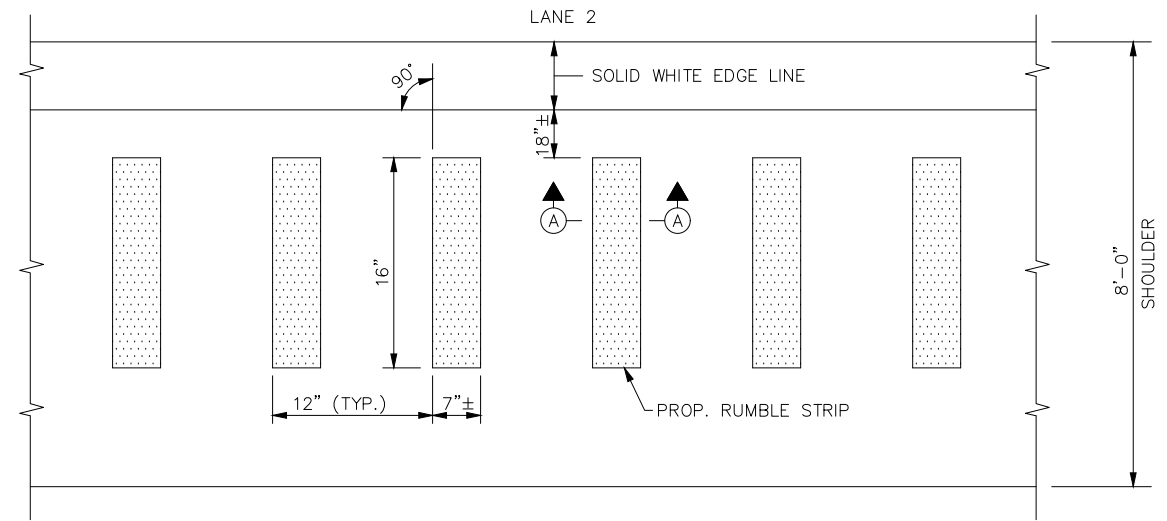 LANE 2
SOLID WHITE EDGE LINE
90°
18"±
A
A
16"
8'-0"
SHOULDER
12" (TYP.)
7"±
PROP. RUMBLE STRIP